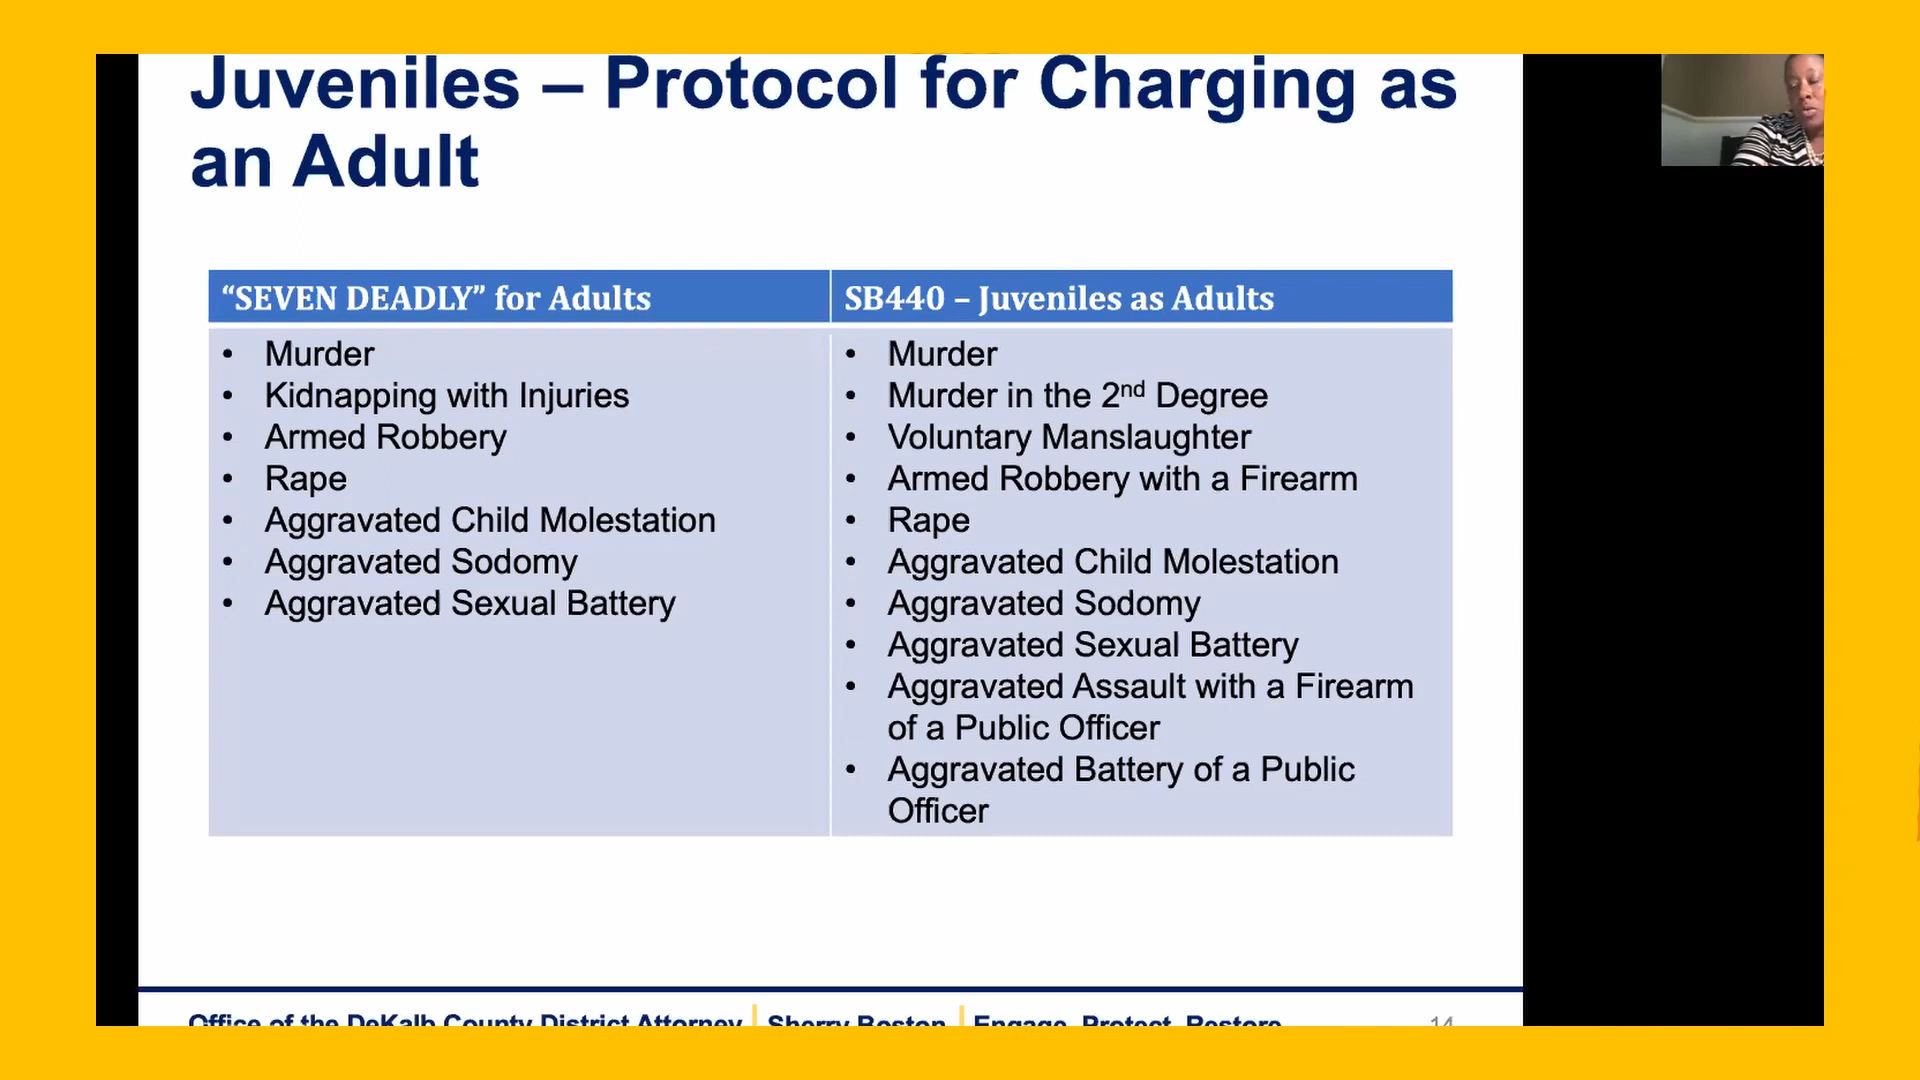 Juveniles – Protocol for Charging as
an Adult
“SEVEN DEADLY” for Adults
• Murder
• Kidnapping with Injuries
• Armed Robbery
• Rape
• Aggravated Child Molestation
• Aggravated Sodomy
• Aggravated Sexual Battery
SB440 – Juveniles as Adults
• Murder
• Murder in the 2nd Degree
• Voluntary Manslaughter
• Armed Robbery with a Firearm
• Rape
• Aggravated Child Molestation
• Aggravated Sodomy
• Aggravated Sexual Battery
• Aggravated Assault with a Firearm
of a Public Officer
• Aggravated Battery of a Public
Officer
Office of the DeKalb County District Attorney | Sherry Boston | Engage. Protect. Restore. 14